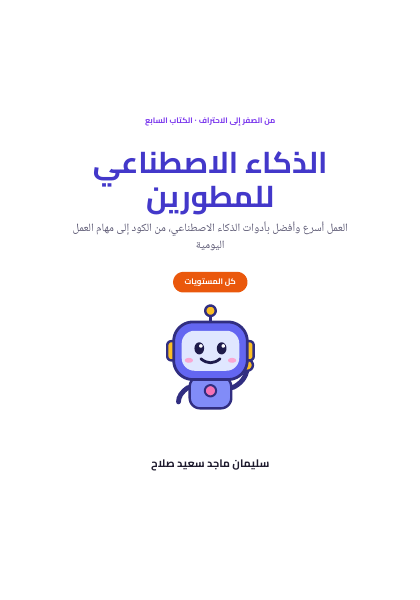 من الصفر إلى الاحتراف · الكتاب السابع
الذكاء الاصطناعي
للمطورين
العمل أسرع وأفضل بأدوات الذكاء الاصطناعي، من الكود إلى مهام العمل
اليومية
كل المستويات
سليمان ماجد سعيد صلاح